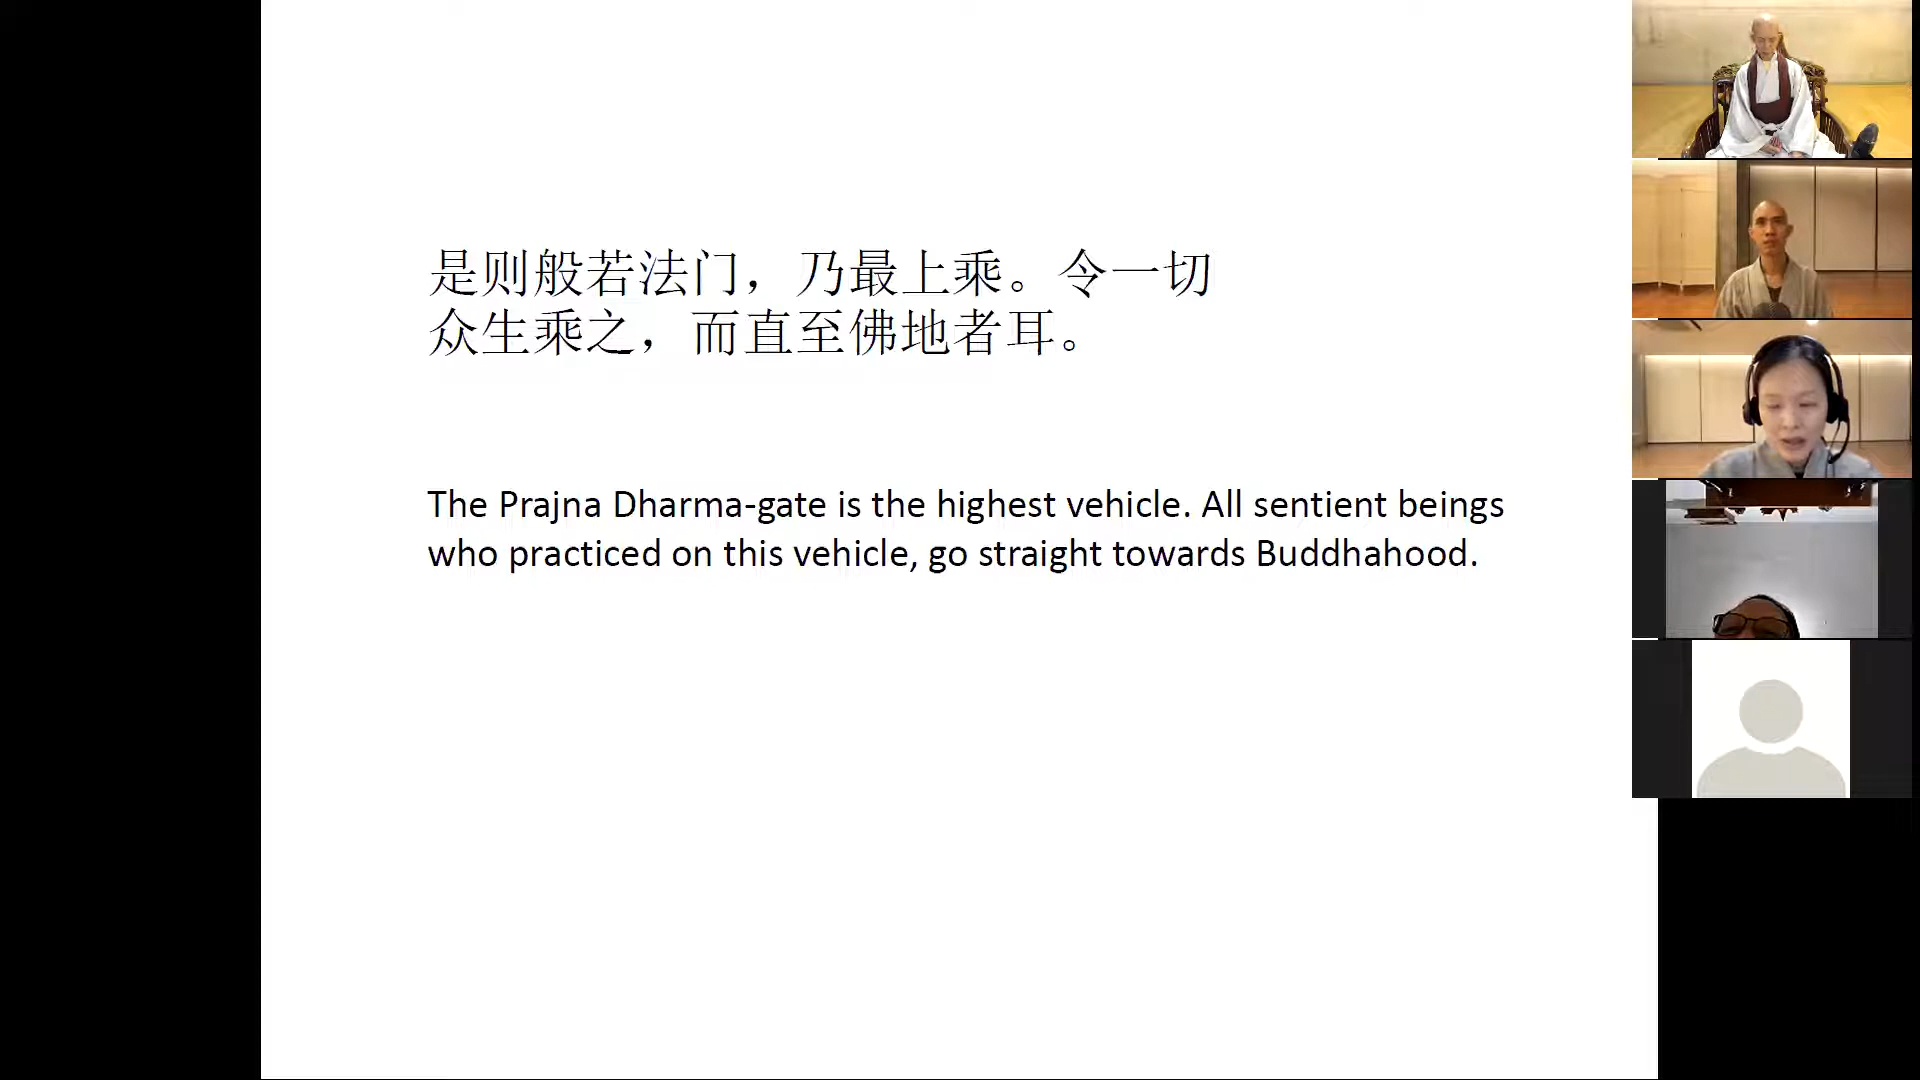 是则般若法门，乃最上乘。令一切
众生乘之，而直至佛地者耳。
The Prajna Dharma-gate is the highest vehicle. All sentient beings
who practiced on this vehicle, go straight towards Buddhahood.